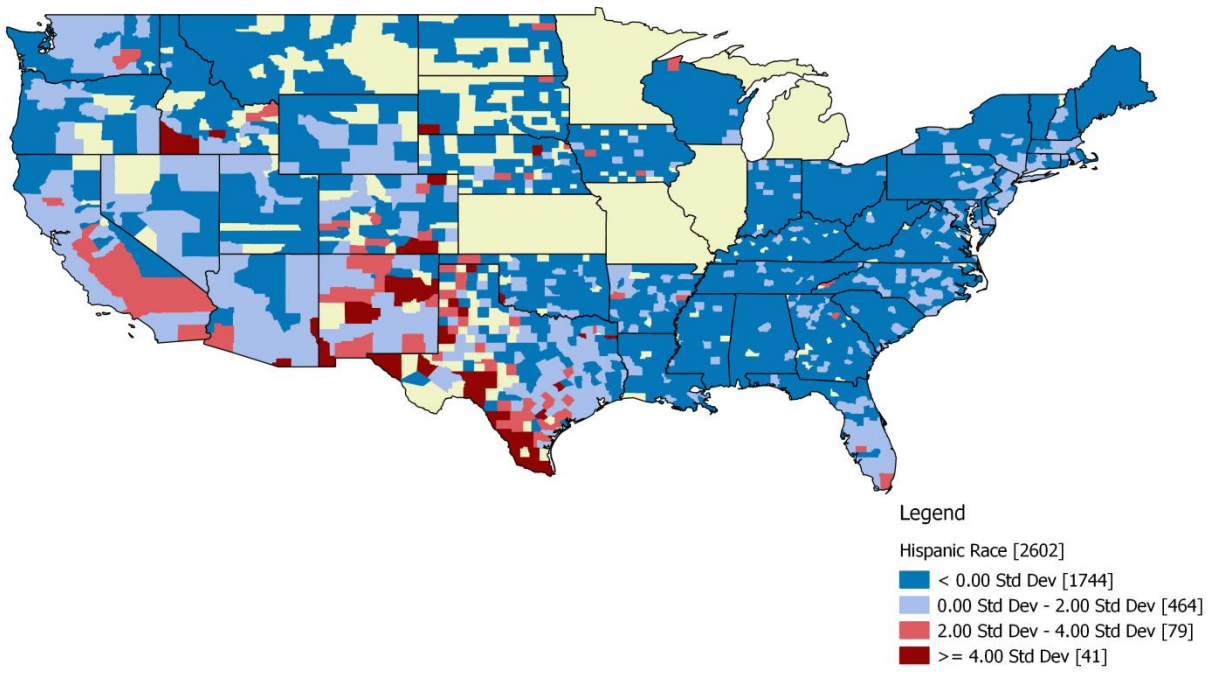 Legend
Hispanic Race [2602]
< 0.00 Std Dev [1744]
0.00 Std Dev - 2.00 Std Dev [464]
2.00 Std Dev - 4.00 Std Dev [79]
>= 4.00 Std Dev [41]